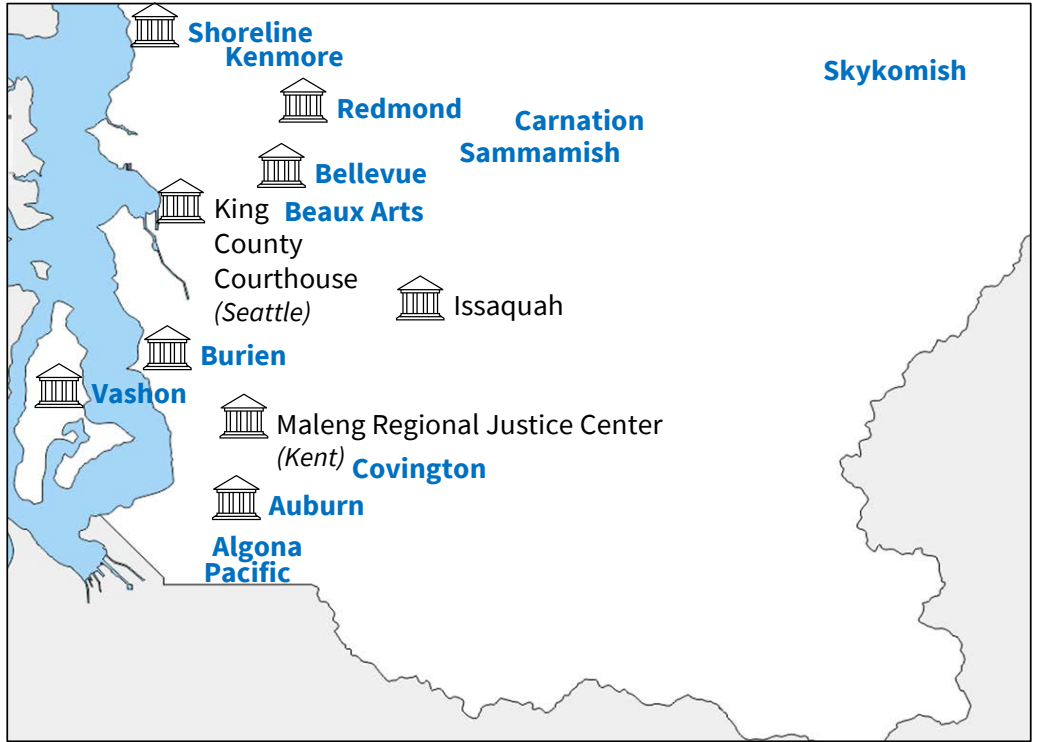 Shoreline
Kenmore
Skykomish
Redmond
Carnation
Sammamish
Bellevue
King
Beaux Arts
County
Courthouse
(Seattle)
Issaquah
Burien
Vashon
Maleng Regional Justice Center
(Kent)
Covington
Auburn
Algona
Pacific